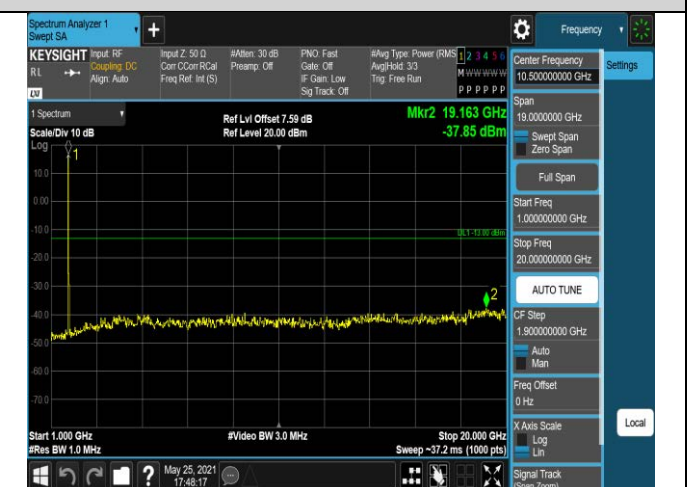 Spectrum Analyzer 1
Swept SA
+
Frequency
KEYSIGHT
RL
LXI
Input: RF
Coupling: DC
Align: Auto
Input Z: 50 Ω
Corr CCorr RCal
Freq Ref: Int (S)
#Atten: 30 dB
Preamp: Off
PNO: Fast
Gate: Off
IF Gain: Low
Sig Track: Off
#Avg Type: Power (RMS
Avg|Hold: 3/3
Trig: Free Run
1 2 3 4 5 6
M W W W W W
P P P P P P
1 Spectrum
Scale/Div 10 dB
Log
Ref Lvl Offset 7.59 dB
Ref Level 20.00 dBm
Mkr2 19.163 GHz
-37.85 dBm
1
10.0
0.00
-10.0
DL1 -13.00 dBm
-20.0
-30.0
2
-40.0
-50.0
-60.0
-70.0
Start 1.000 GHz
#Res BW 1.0 MHz
#Video BW 3.0 MHz
Stop 20.000 GHz
Sweep ~37.2 ms (1000 pts)
?
May 25, 2021
17:48:17
Center Frequency
10.500000000 GHz
Settings
Span
19.0000000 GHz
Swept Span
Zero Span
Full Span
Start Freq
1.000000000 GHz
Stop Freq
20.000000000 GHz
AUTO TUNE
CF Step
1.900000000 GHz
Auto
Man
Freq Offset
0 Hz
X Axis Scale
Log
Lin
Local
Signal Track
(Span Zoom)